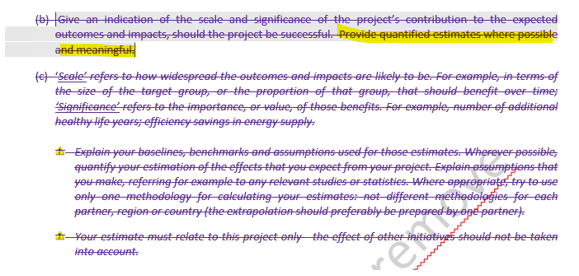 (b) Give an indication of the scale and significance of the project's contribution to the expected
outcomes and impacts, should the project be successful. Provide quantified estimates where possible
and meaningful.
(c) 'Scale' refers to how widespread the outcomes and impacts are likely to be. For example, in terms of
the size of the target group, or the proportion of that group, that should benefit over time;
'Significance' refers to the importance, or value, of those benefits. For example, number of additional
healthy life years; efficiency savings in energy supply.
Explain your baselines, benchmarks and assumptions used for those estimates. Wherever possible,
quantify your estimation of the effects that you expect from your project. Explain assumptions that
you make, referring for example to any relevant studies or statistics. Where appropriate, try to use
only one methodology for calculating your estimates: not different methodologies for each
partner, region or country (the extrapolation should preferably be prepared by one partner).
Your estimate must relate to this project only - the effect of other initiatives should not be taken
into account.
remove